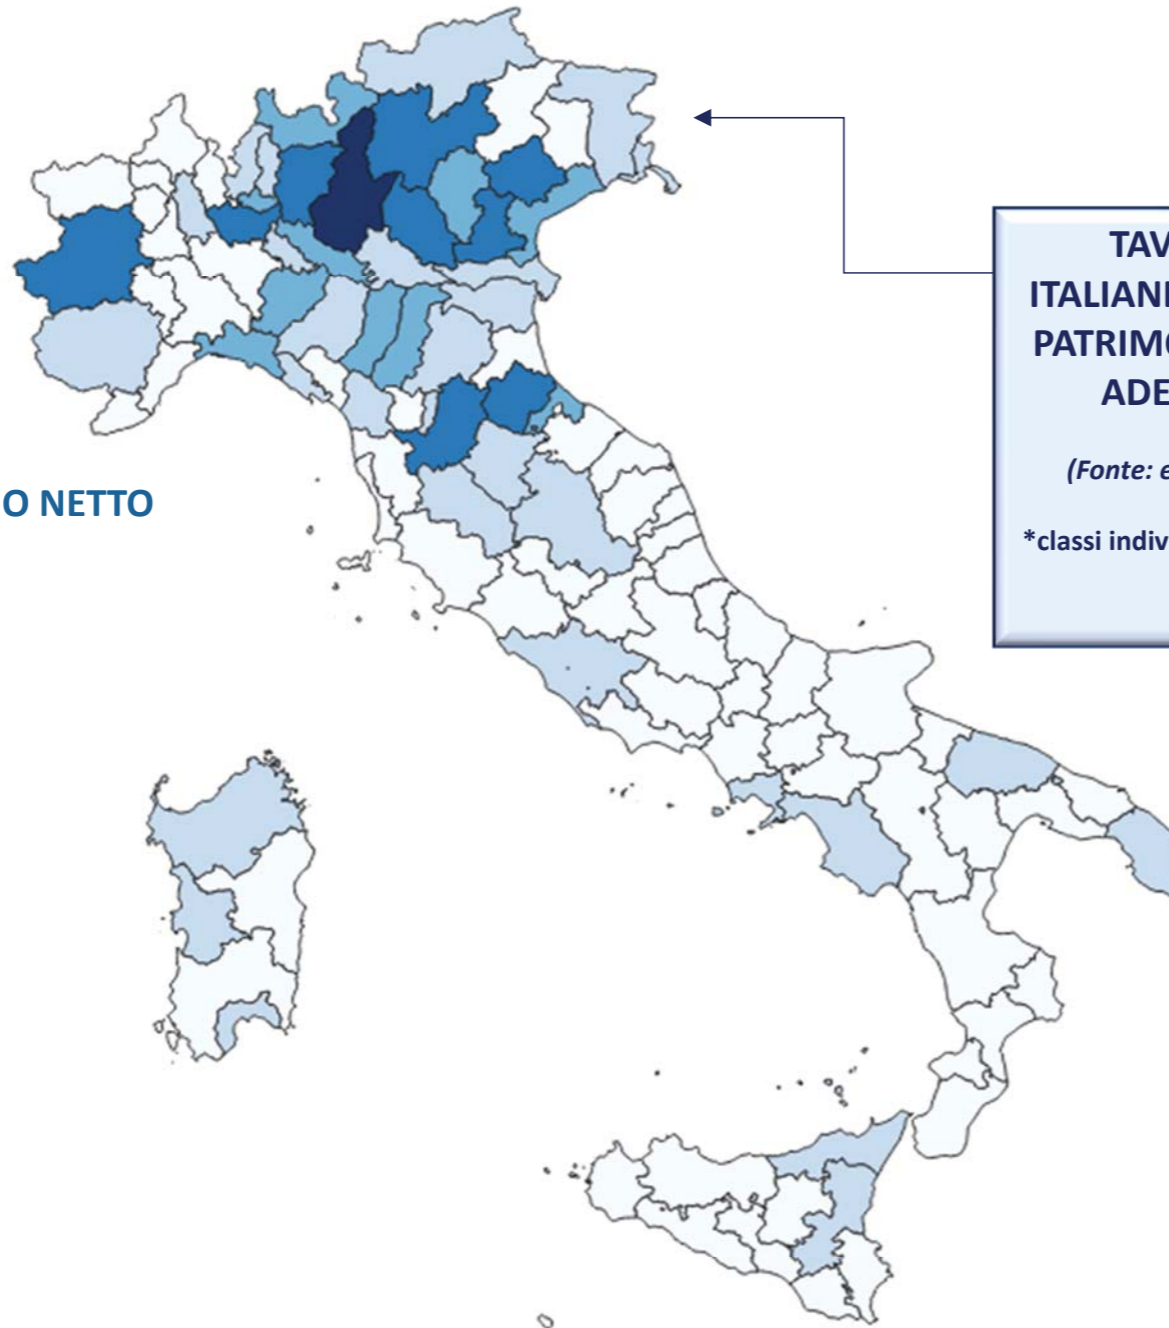 TAV
ITALIAN
PATRIM
ADE
(Fonte: e
*classi indiv
O NETTO